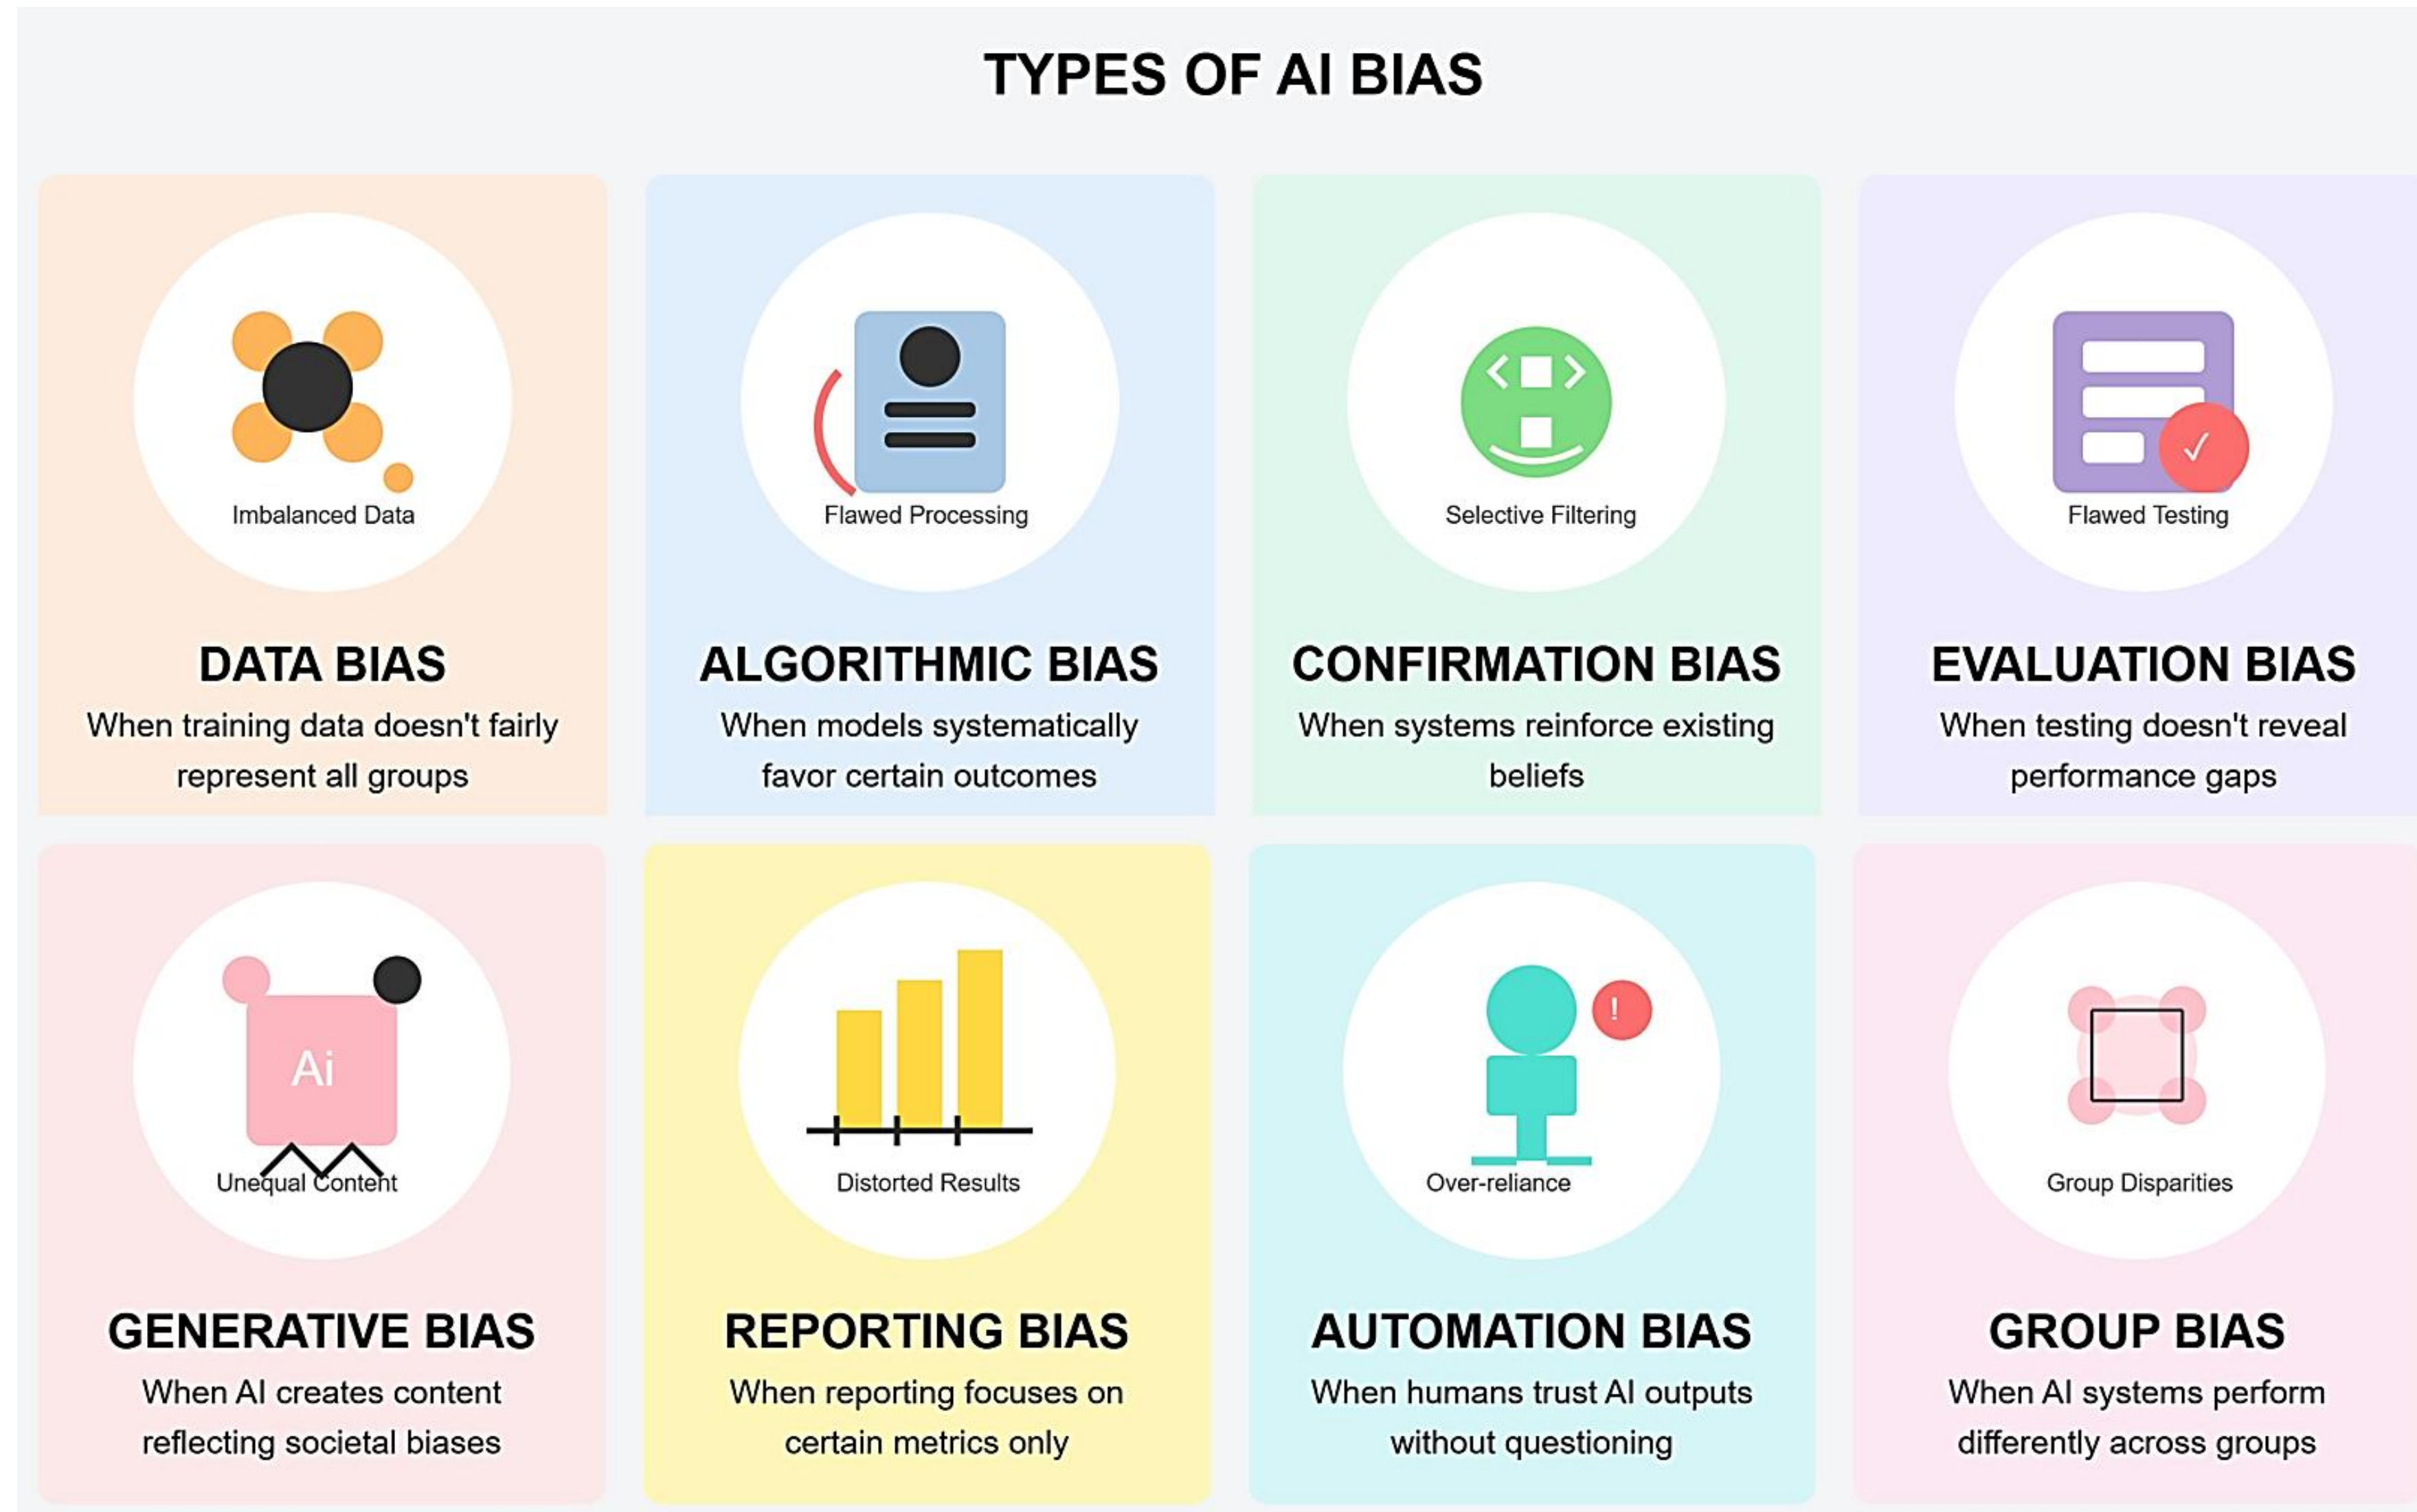 TYPES OF AI BIAS
Imbalanced Data
DATA BIAS
When training data doesn't fairly
represent all groups
Flawed Processing
ALGORITHMIC BIAS
When models systematically
favor certain outcomes
Selective Filtering
CONFIRMATION BIAS
When systems reinforce existing
beliefs
✓
Flawed Testing
EVALUATION BIAS
When testing doesn't reveal
performance gaps
Ai
Unequal Content
GENERATIVE BIAS
When AI creates content
reflecting societal biases
Distorted Results
REPORTING BIAS
When reporting focuses on
certain metrics only
!
Over-reliance
AUTOMATION BIAS
When humans trust AI outputs
without questioning
Group Disparities
GROUP BIAS
When AI systems perform
differently across groups